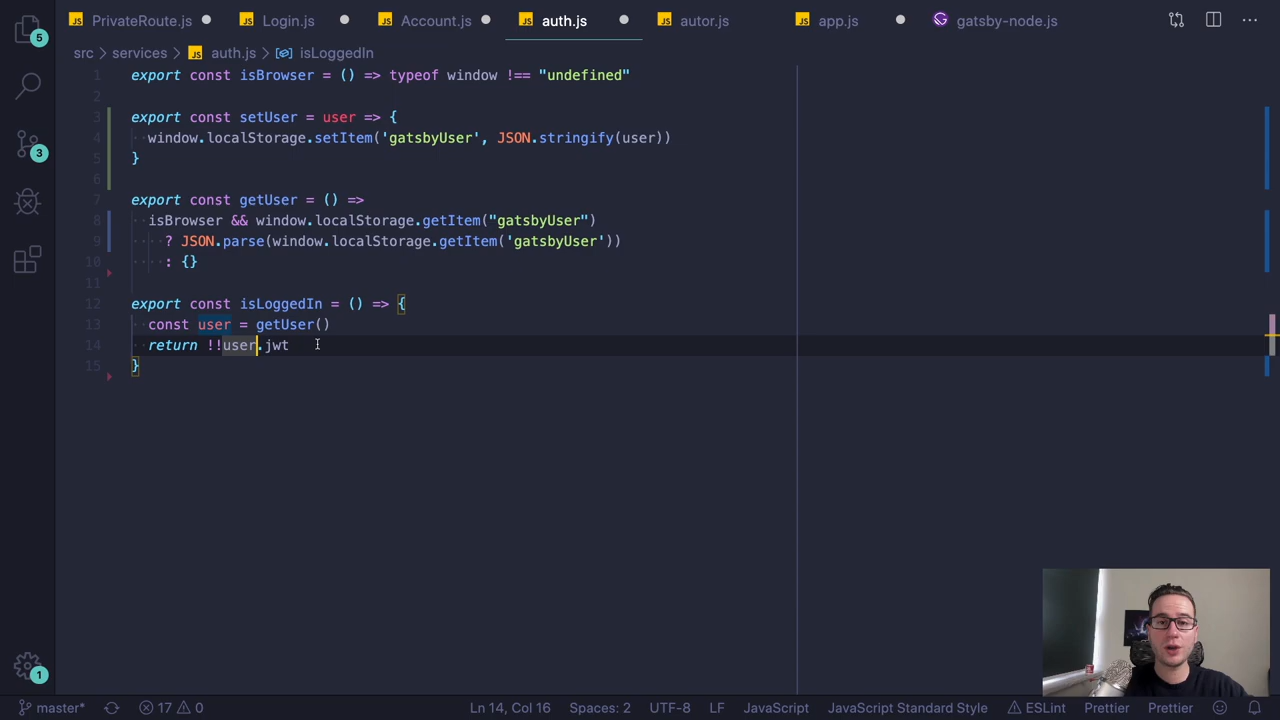 PrivateRoute.js
Login.js
Account.js
auth.js
autor.js
app.js
gatsby-node.js
src > services > JS auth.js > isLoggedIn
1 export const isBrowser = () => typeof window !== "undefined"
2
3 export const setUser = user => {
4 window.localStorage.setItem('gatsbyUser', JSON.stringify(user))
5 }
6
7 export const getUser = () =>
8 isBrowser && window.localStorage.getItem("gatsbyUser")
9 ? JSON.parse(window.localStorage.getItem('gatsbyUser'))
10 : {}
11
12 export const isLoggedIn = () => {
13 const user = getUser()
14 return !!user.jwt
15 }
5
3
1
master* 17 0 Ln 14, Col 16 Spaces: 2 UTF-8 LF JavaScript JavaScript Standard Style ESLint Prettier Prettier